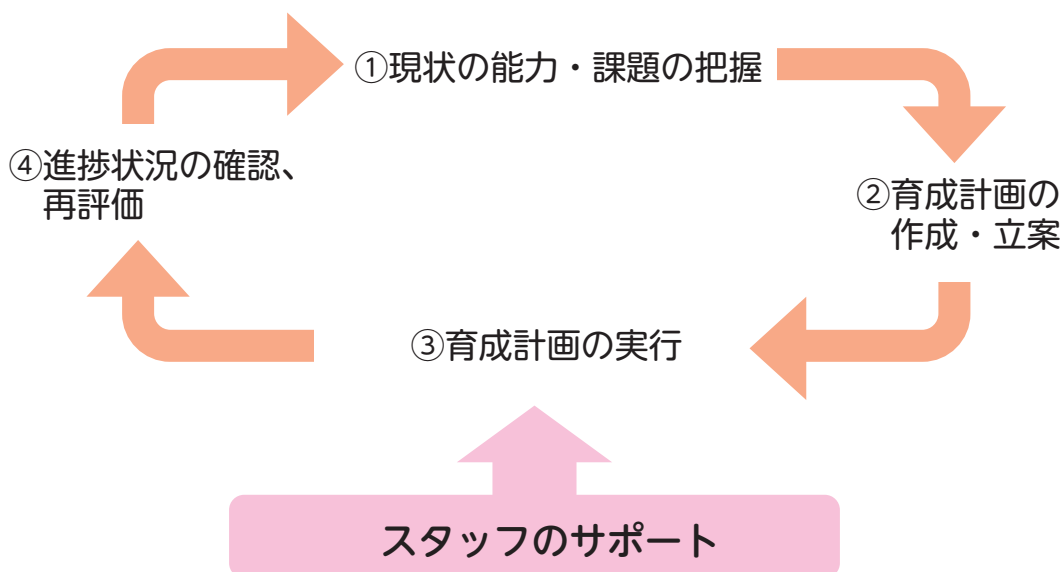 ①現状の能力・課題の把握
②育成計画の
作成・立案
③育成計画の実行
④進捗状況の確認、
再評価
スタッフのサポート